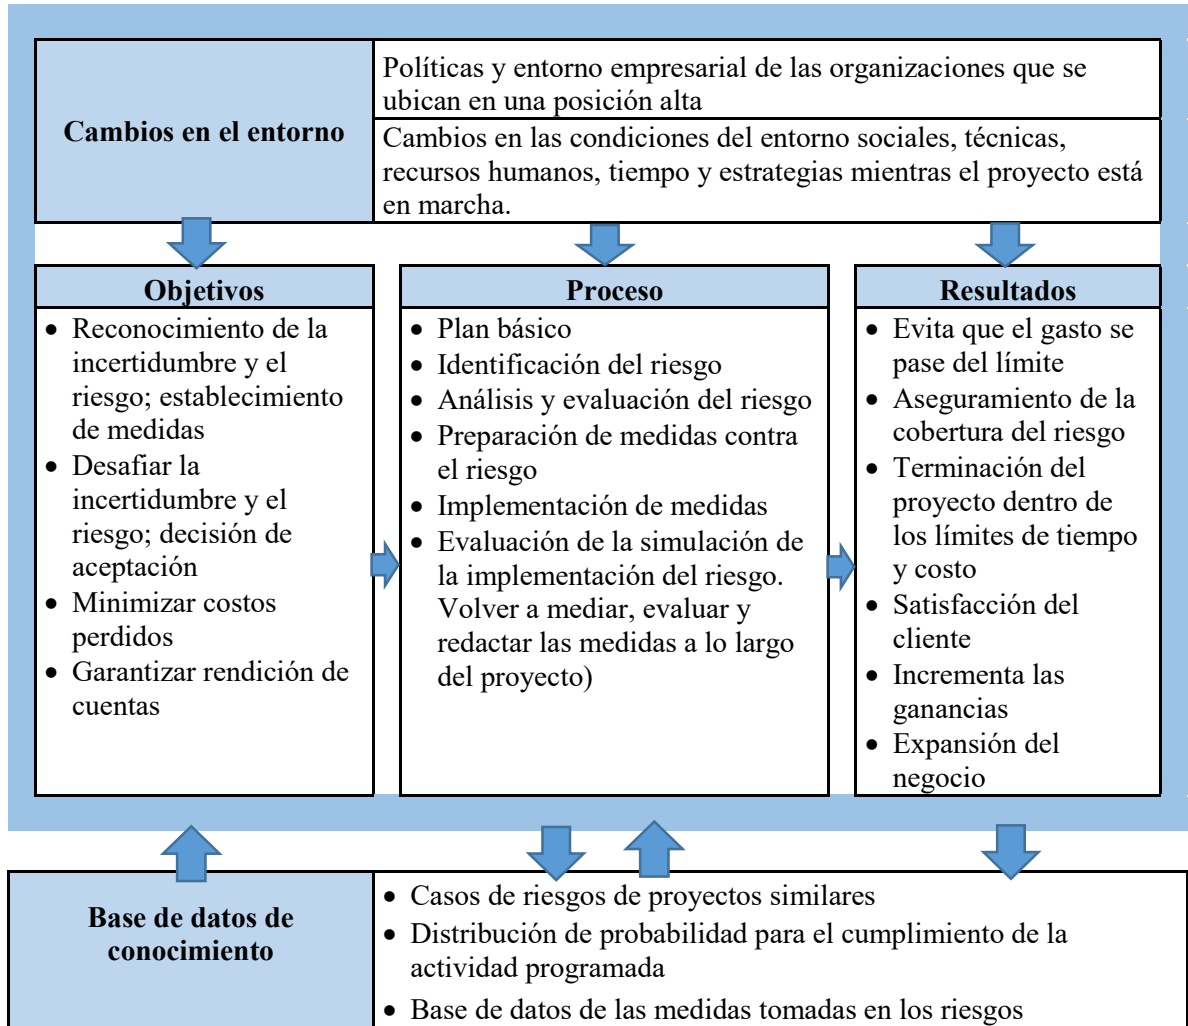 Cambios en el entorno
Políticas y entorno empresarial de las organizaciones que se
ubican en una posición alta
Cambios en las condiciones del entorno sociales, técnicas,
recursos humanos, tiempo y estrategias mientras el proyecto está
en marcha.
Objetivos
• Reconocimiento de la
incertidumbre y el
riesgo; establecimiento
de medidas
• Desafiar la
incertidumbre y el
riesgo; decisión de
aceptación
• Minimizar costos
perdidos
• Garantizar rendición de
cuentas
Proceso
• Plan básico
• Identificación del riesgo
• Análisis y evaluación del riesgo
• Preparación de medidas contra
el riesgo
• Implementación de medidas
• Evaluación de la simulación de
la implementación del riesgo.
Volver a mediar, evaluar y
redactar las medidas a lo largo
del proyecto)
Resultados
• Evita que el gasto se
pase del límite
• Aseguramiento de la
cobertura del riesgo
• Terminación del
proyecto dentro de
los límites de tiempo
y costo
• Satisfacción del
cliente
• Incrementa las
ganancias
• Expansión del
negocio
Base de datos de
conocimiento
• Casos de riesgos de proyectos similares
• Distribución de probabilidad para el cumplimiento de la
actividad programada
• Base de datos de las medidas tomadas en los riesgos